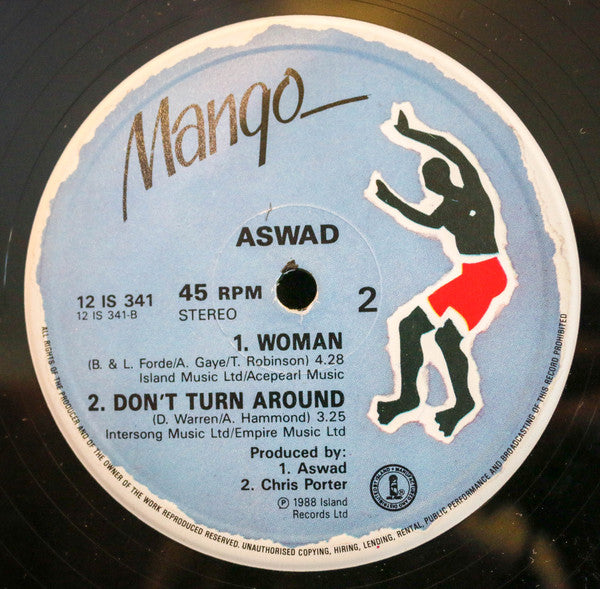 Mango
ASWAD
12 IS 341
12 IS 341-B
45 RPM
STEREO
2
1. WOMAN
(B. & L. Forde/A. Gaye/T. Robinson) 4.28
Island Music Ltd/Acepearl Music
2. DON'T TURN AROUND
(D. Warren/A. Hammond) 3.25
Intersong Music Ltd/Empire Music Ltd
Produced by:
1. Aswad
2. Chris Porter
℗ 1988 Island
Records Ltd
ALL RIGHTS OF THE PRODUCER AND OF THE OWNER OF THE WORK REPRODUCED RESERVED. UNAUTHORISED COPYING, HIRING, LENDING, RENTAL, PUBLIC PERFORMANCE AND BROADCASTING OF THIS RECORD PROHIBITED